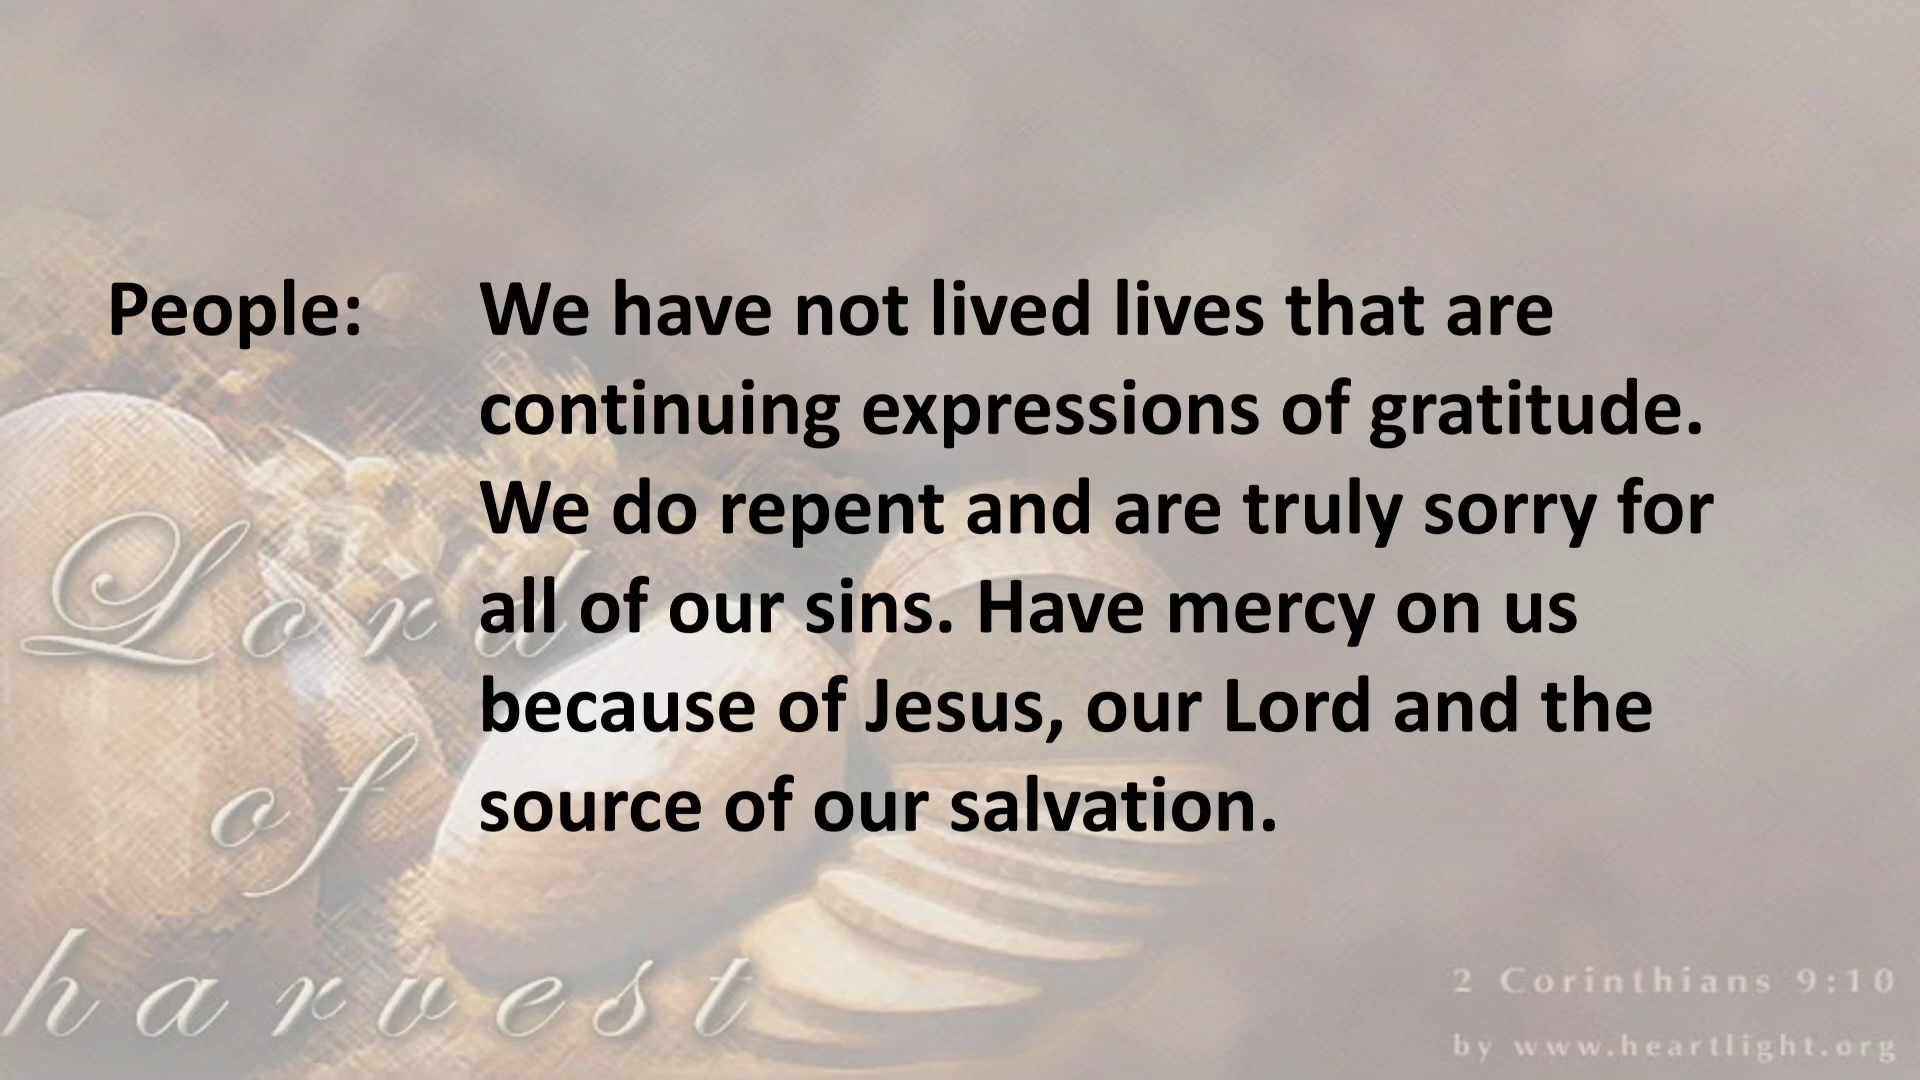 People: We have not lived lives that are
continuing expressions of gratitude.
We do repent and are truly sorry for
all of our sins. Have mercy on us
because of Jesus, our Lord and the
source of our salvation.
Lord
of
harvest
2 Corinthians 9:10
by www.heartlight.org